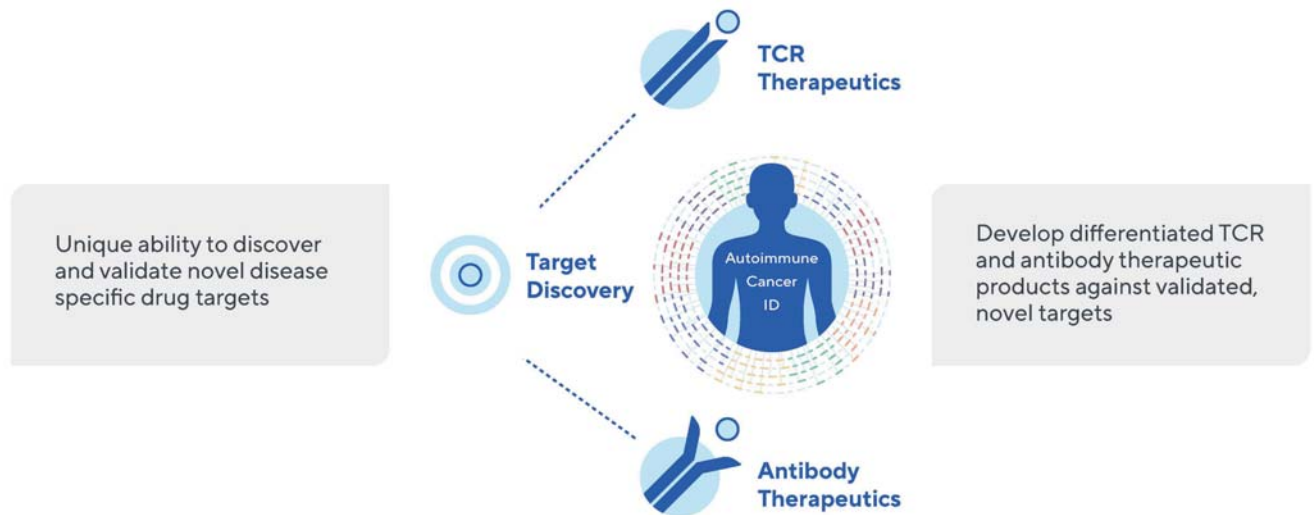 TCR
Therapeutics
Unique ability to discover
and validate novel disease
specific drug targets
Target
Discovery
Autoimmune
Cancer
ID
Develop differentiated TCR
and antibody therapeutic
products against validated,
novel targets
Antibody
Therapeutics